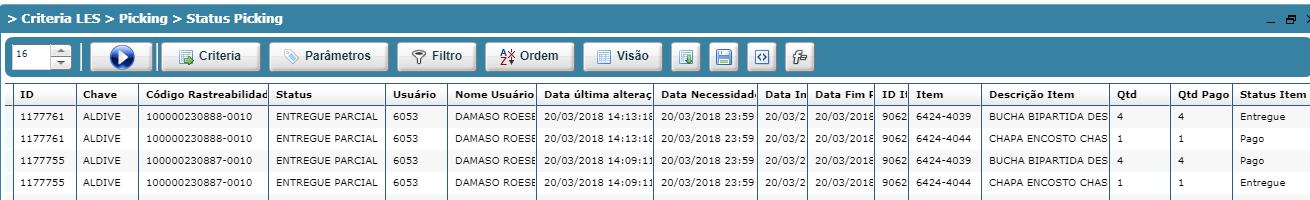 > Criteria LES > Picking > Status Picking
16 Criteria Parâmetros Filtro Ordem Visão
ID Chave Código Rastreabilidad Status Usuário Nome Usuário Data última alteraç Data Necessidad Data In Data Fim P ID It Item Descrição Item Qtd Qtd Pago Status Item
1177761 ALDIVE 100000230888-0010 ENTREGUE PARCIAL 6053 DAMASO ROESE 20/03/2018 14:13:18 20/03/2018 23:59 20/03/2 20/03/2018 9062 6424-4039 BUCHA BIPARTIDA DES 4 4 Entregue
1177761 ALDIVE 100000230888-0010 ENTREGUE PARCIAL 6053 DAMASO ROESE 20/03/2018 14:13:18 20/03/2018 23:59 20/03/2 20/03/2018 9062 6424-4044 CHAPA ENCOSTO CHAS 1 1 Pago
1177755 ALDIVE 100000230887-0010 ENTREGUE PARCIAL 6053 DAMASO ROESE 20/03/2018 14:09:11 20/03/2018 23:59 20/03/2 20/03/2018 9062 6424-4039 BUCHA BIPARTIDA DES 4 4 Pago
1177755 ALDIVE 100000230887-0010 ENTREGUE PARCIAL 6053 DAMASO ROESE 20/03/2018 14:09:11 20/03/2018 23:59 20/03/2 20/03/2018 9062 6424-4044 CHAPA ENCOSTO CHAS 1 1 Entregue